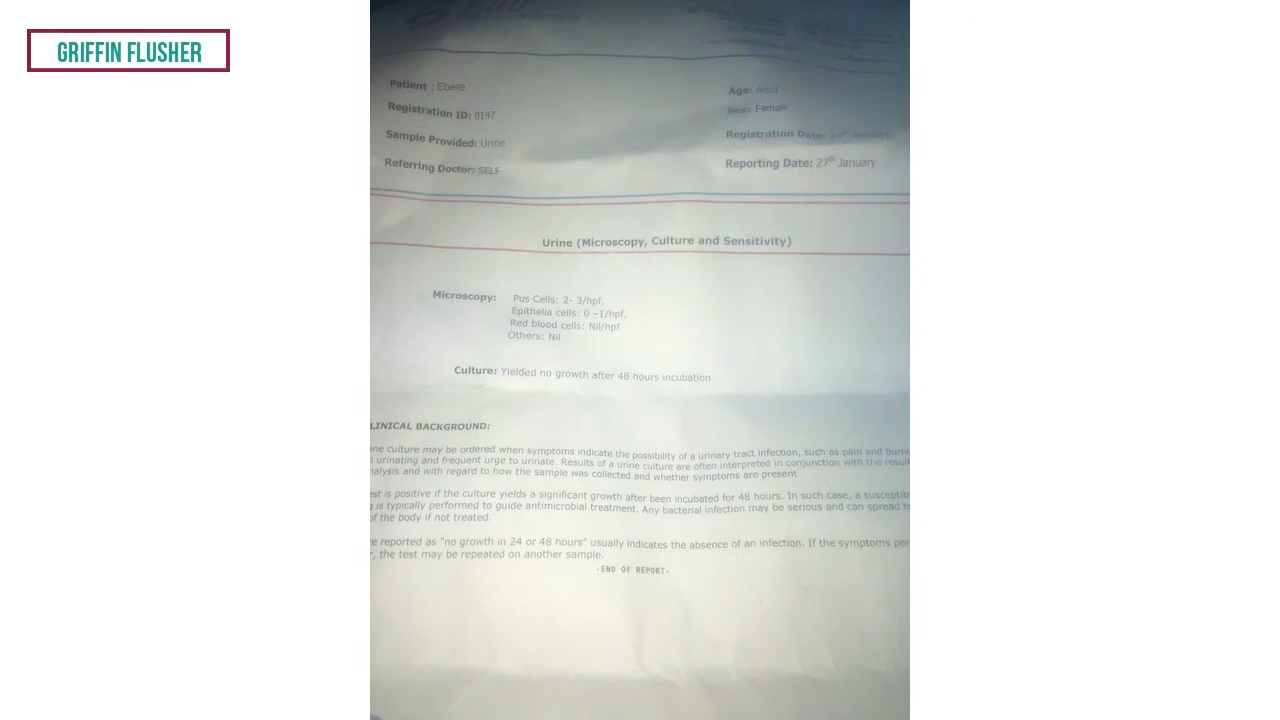 GRIFFIN FLUSHER
Patient : Ebere
Age: Adult
Registration ID: 0147
Sex: Female
Sample Provided: Urine
Registration Date: January
Referring Doctor: SELF
Reporting Date: 27th January
Urine (Microscopy, Culture and Sensitivity)
Microscopy: Pus Cells: 2- 3/hpf,
Epithelia cells: 0 –1/hpf,
Red blood cells: Nil/hpf
Others: Nil
Culture: Yielded no growth after 48 hours incubation
LINICAL BACKGROUND:
ine culture may be ordered when symptoms indicate the possibility of a urinary tract infection, such as pain and burni
n urinating and frequent urge to urinate. Results of a urine culture are often interpreted in conjunction with the result
nalysis and with regard to how the sample was collected and whether symptoms are present
est is positive if the culture yields a significant growth after been incubated for 48 hours. In such case, a susceptib
g is typically performed to guide antimicrobial treatment. Any bacterial infection may be serious and can spread t
of the body if not treated.
e reported as "no growth in 24 or 48 hours" usually indicates the absence of an infection. If the symptoms per
r, the test may be repeated on another sample.
-END OF REPORT-